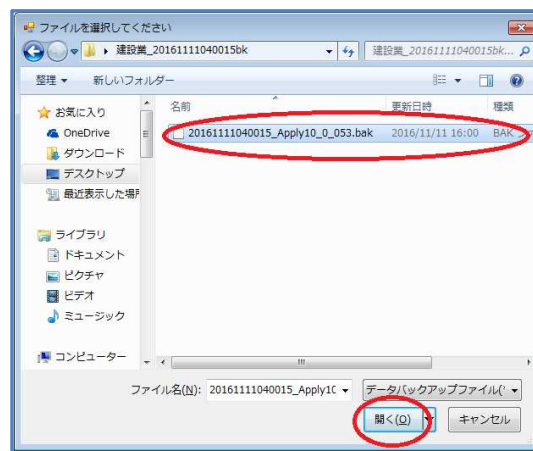 ファイルを選択してください
建設業_20161111040015bk
建設業_20161111040015bk...
整理 新しいフォルダー
名前 更新日時 種類
お気に入り
OneDrive
ダウンロード
デスクトップ
最近表示した場所
ライブラリ
ドキュメント
ピクチャ
ビデオ
ミュージック
コンピューター
20161111040015_Apply10_0_053.bak 2016/11/11 16:00 BAK ファ
ファイル名(N): 20161111040015_Apply10 データバックアップファイル(*
開く(O) キャンセル